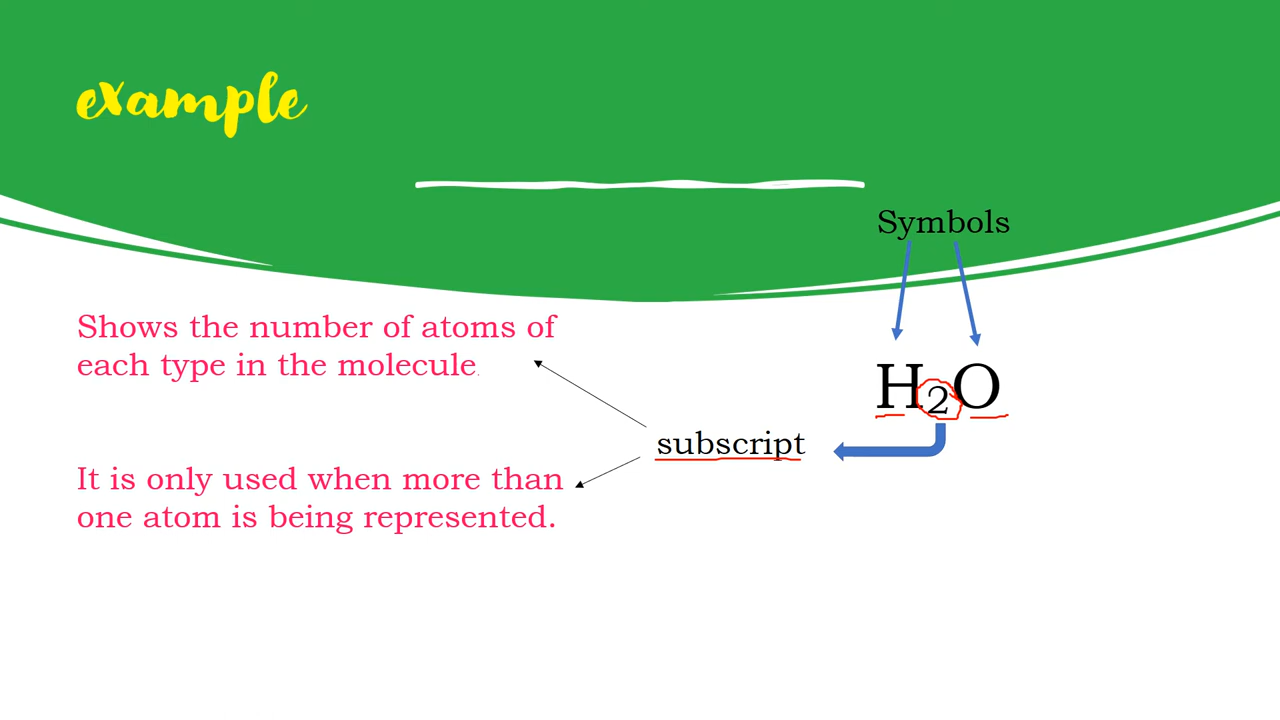 example
Symbols
Shows the number of atoms of
each type in the molecule.
H₂O
subscript
It is only used when more than
one atom is being represented.